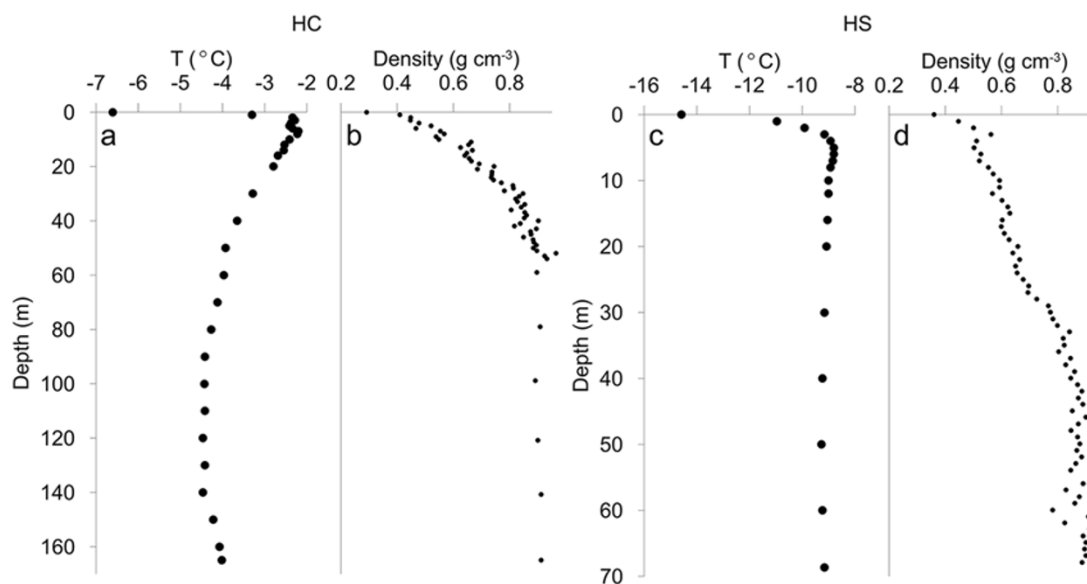 HC
HS
T (°C)
Density (g cm-3)
T (°C)
Density (g cm-3)
-7 -6 -5 -4 -3 -2
0.2 0.4 0.6 0.8
-16 -14 -12 -10 -8
0.2 0.4 0.6 0.8
a
b
c
d
Depth (m)
0
20
40
60
80
100
120
140
160
Depth (m)
0
10
20
30
40
50
60
70